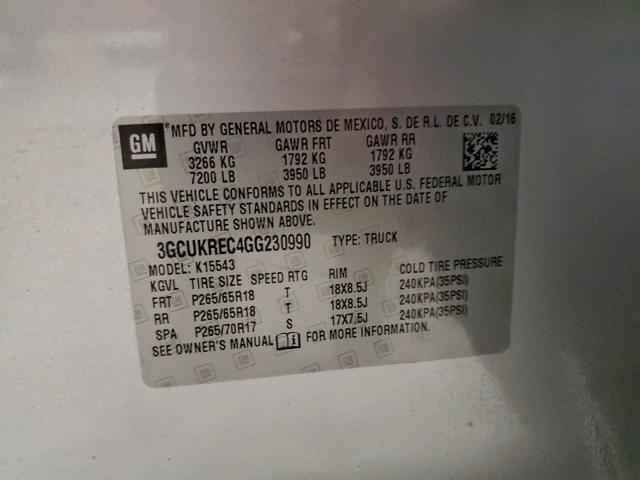 GM *MFD BY GENERAL MOTORS DE MEXICO, S. DE R.L. DE C.V. 02/16
GVWR GAWR FRT GAWR RR
3266 KG 1792 KG 1792 KG
7200 LB 3950 LB 3950 LB
THIS VEHICLE CONFORMS TO ALL APPLICABLE U.S. FEDERAL MOTOR
VEHICLE SAFETY STANDARDS IN EFFECT ON THE DATE OF
MANUFACTURE SHOWN ABOVE.
3GCUKREC4GG230990 TYPE: TRUCK
MODEL: K15543
KGVL TIRE SIZE SPEED RTG RIM COLD TIRE PRESSURE
FRT P265/65R18 T 18X8.5J 240KPA(35PSI)
RR P265/65R18 T 18X8.5J 240KPA(35PSI)
SPA P265/70R17 S 17X7.5J 240KPA(35PSI)
SEE OWNER'S MANUAL FOR MORE INFORMATION.